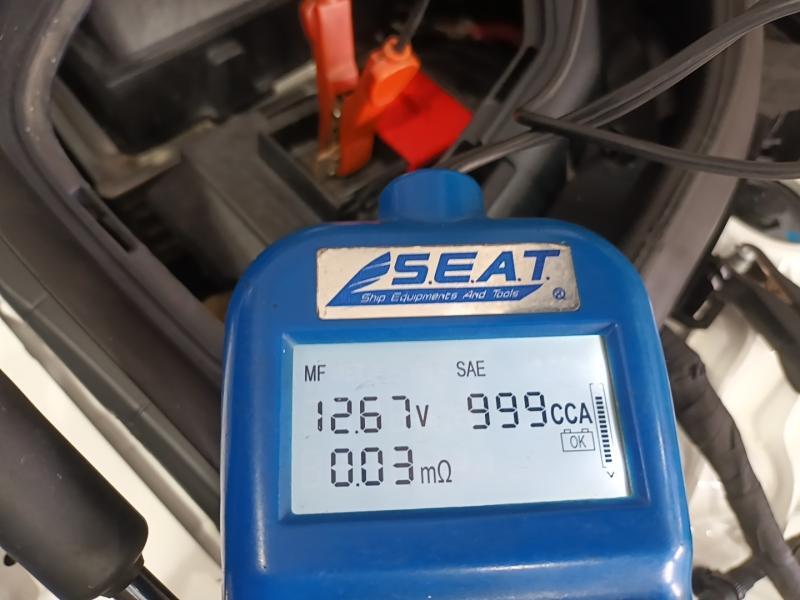 S.E.A.T.
Ship Equipments And Tools
MF SAE
12.67V 999CCA
OK
0.03mΩ